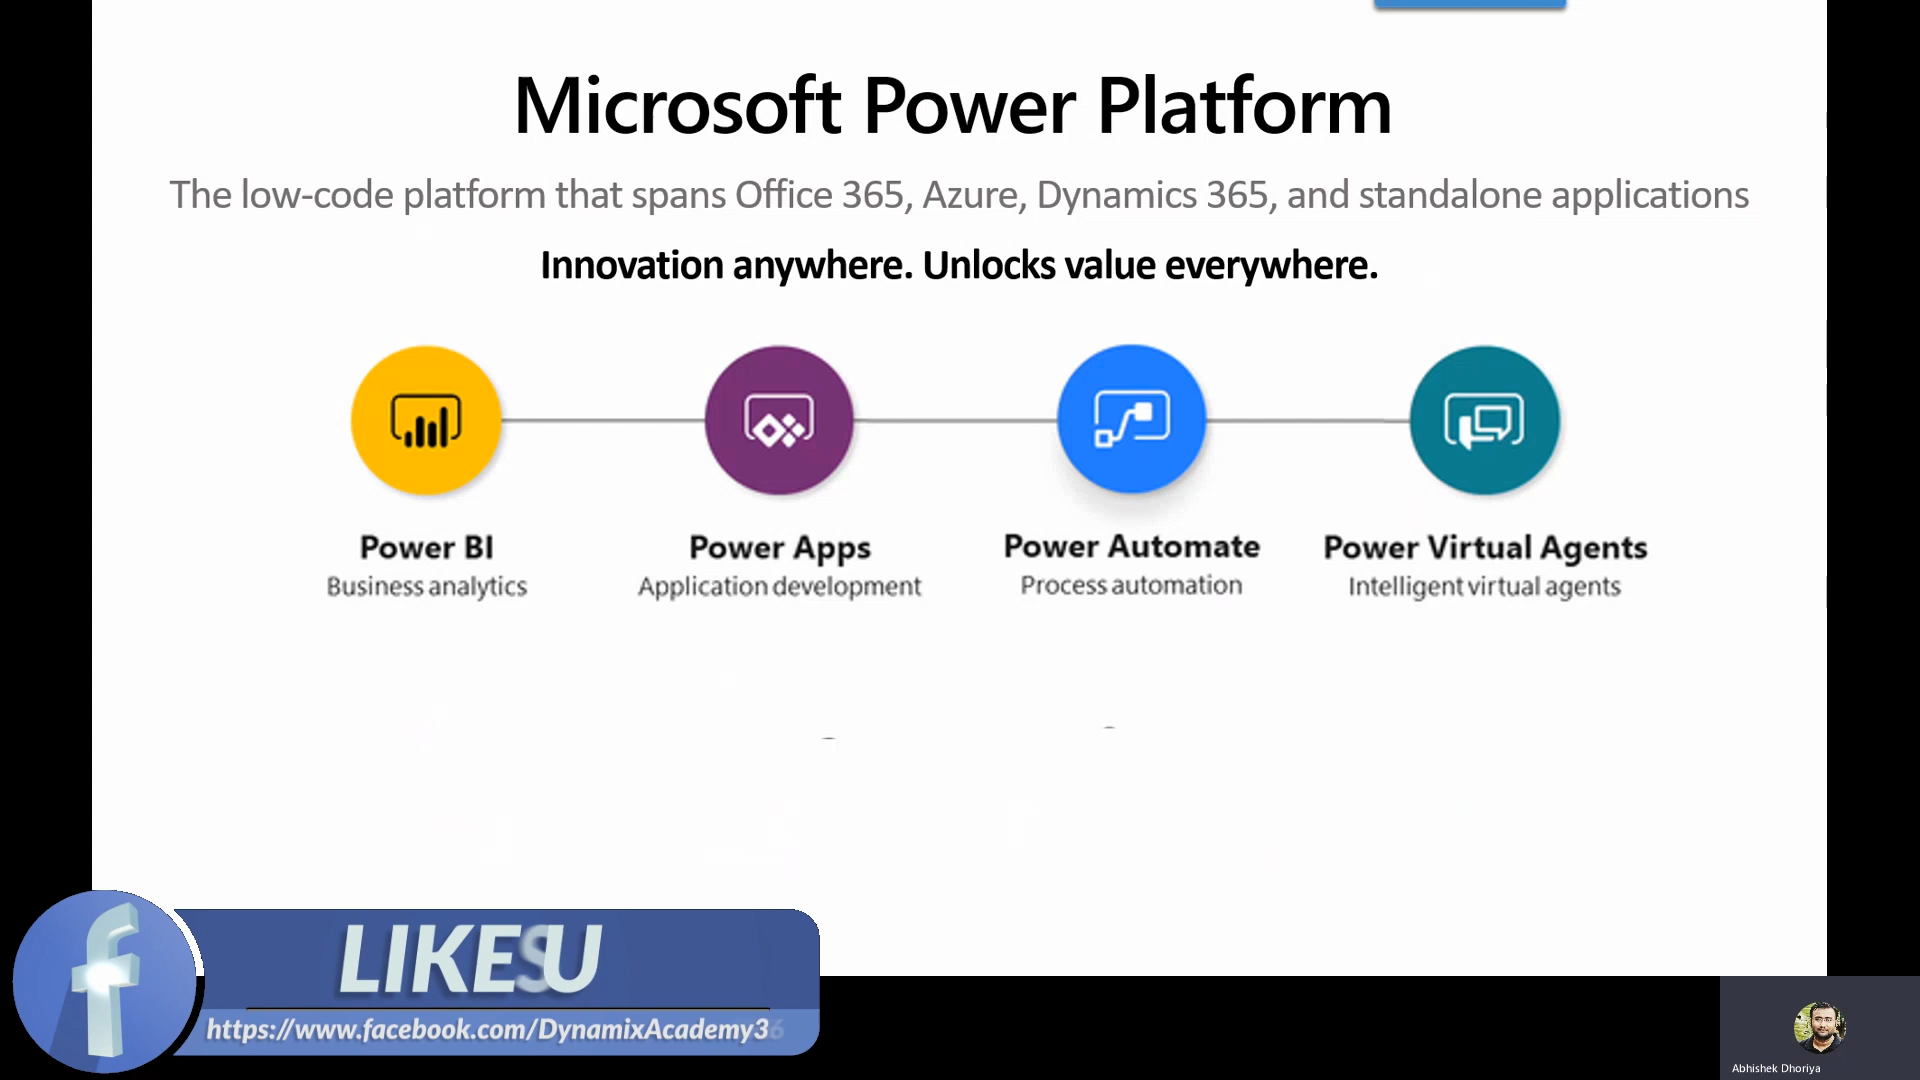 Microsoft Power Platform
The low-code platform that spans Office 365, Azure, Dynamics 365, and standalone applications
Innovation anywhere. Unlocks value everywhere.
Power BI
Business analytics
Power Apps
Application development
Power Automate
Process automation
Power Virtual Agents
Intelligent virtual agents
LIKE
https://www.facebook.com/DynamixAcademy36
Abhishek Dhoriya